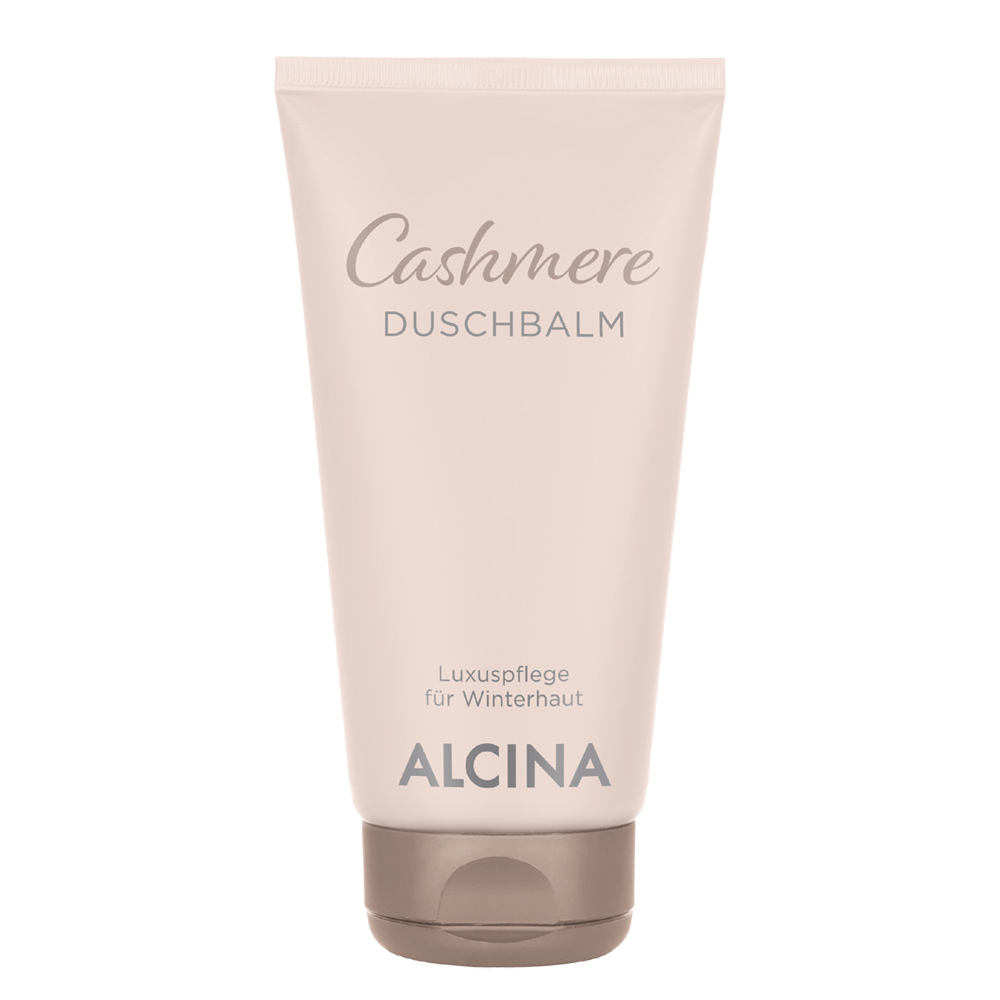 Cashmere
DUSCHBALM
Luxuspflege
für Winterhaut
ALCINA